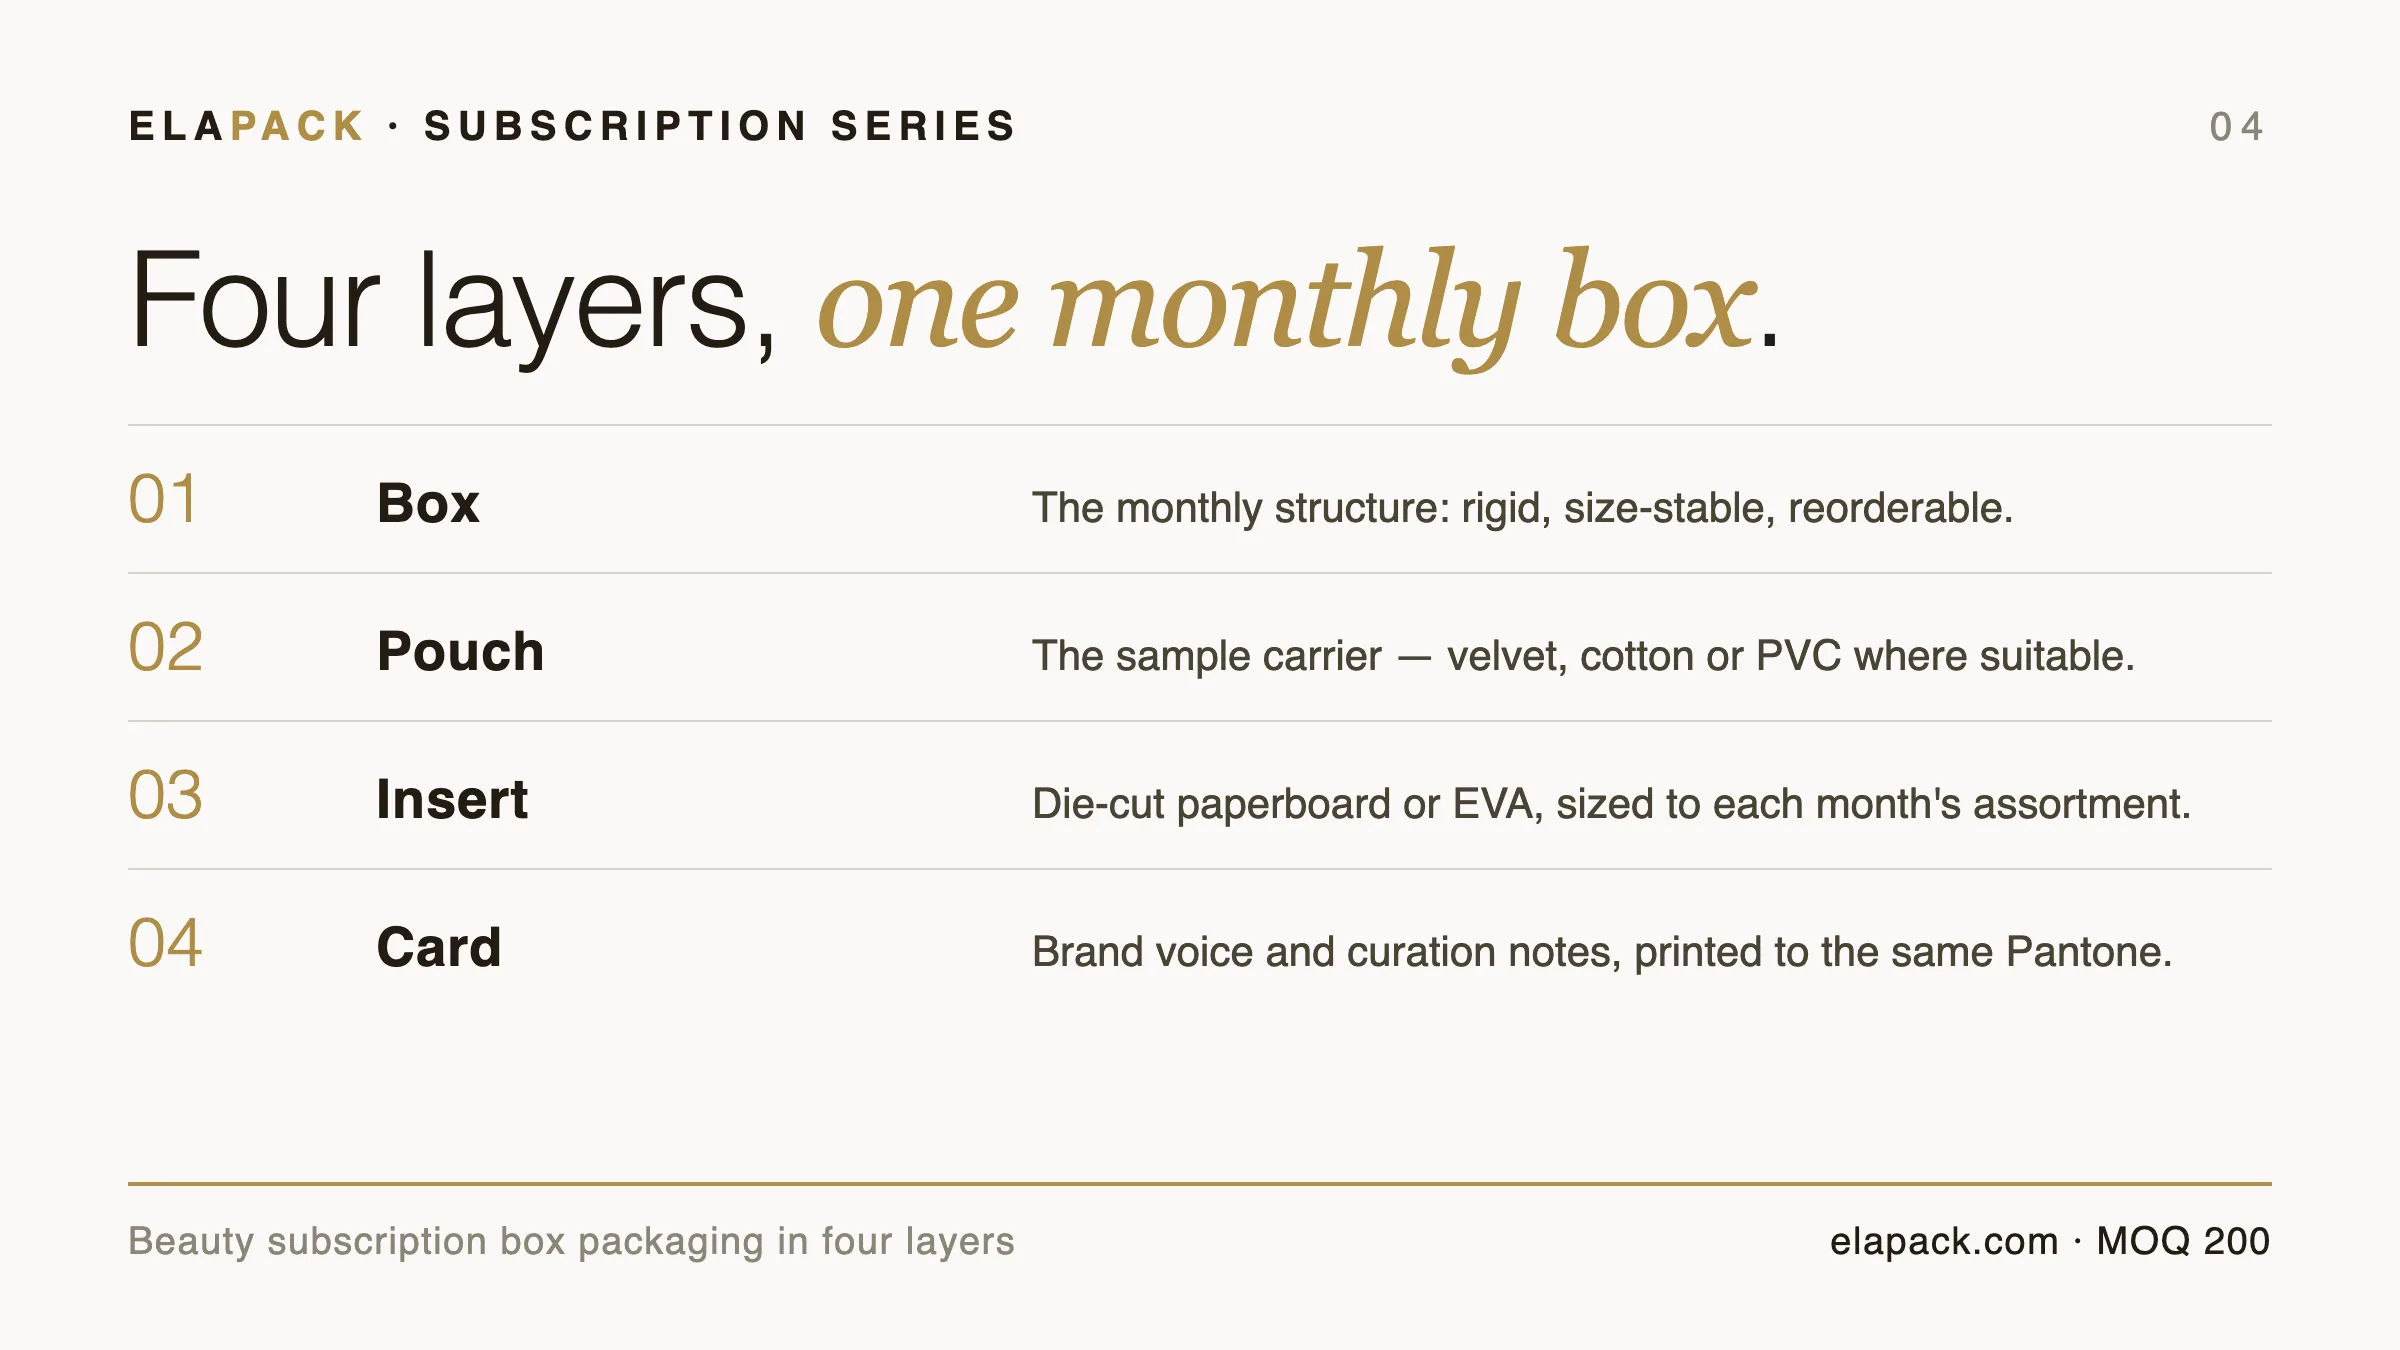 ELAPACK · SUBSCRIPTION SERIES
04
Four layers, one monthly box.
01 Box The monthly structure: rigid, size-stable, reorderable.
02 Pouch The sample carrier — velvet, cotton or PVC where suitable.
03 Insert Die-cut paperboard or EVA, sized to each month's assortment.
04 Card Brand voice and curation notes, printed to the same Pantone.
Beauty subscription box packaging in four layers
elapack.com · MOQ 200